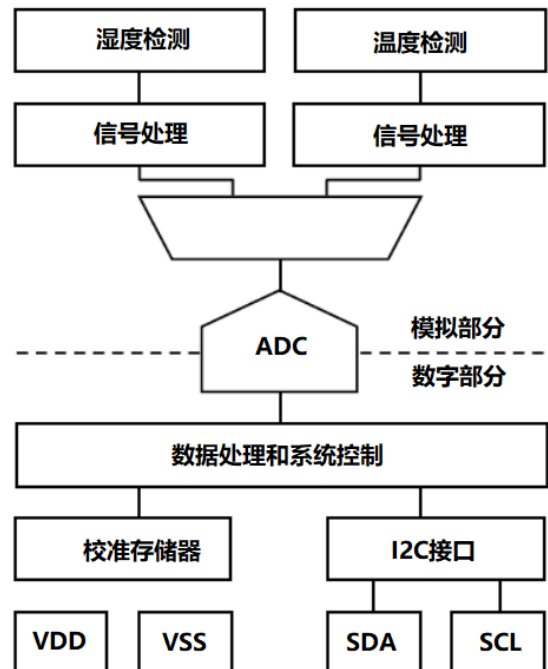 湿度检测
温度检测
信号处理
信号处理
ADC
模拟部分
数字部分
数据处理和系统控制
校准存储器
I2C接口
VDD
VSS
SDA
SCL